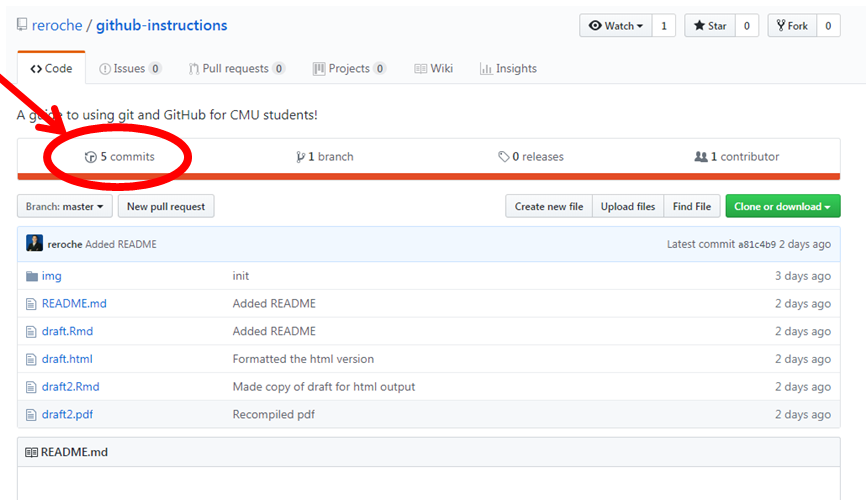 reroche / github-instructions Watch 1 Star 0 Fork 0
Code Issues 0 Pull requests 0 Projects 0 Wiki Insights
A guide to using git and GitHub for CMU students!
5 commits 1 branch 0 releases 1 contributor
Branch: master New pull request Create new file Upload files Find File Clone or download
reroche Added README Latest commit a81c4b9 2 days ago
img init 3 days ago
README.md Added README 2 days ago
draft.Rmd Added README 2 days ago
draft.html Formatted the html version 2 days ago
draft2.Rmd Made copy of draft for html output 2 days ago
draft2.pdf Recompiled pdf 2 days ago
README.md